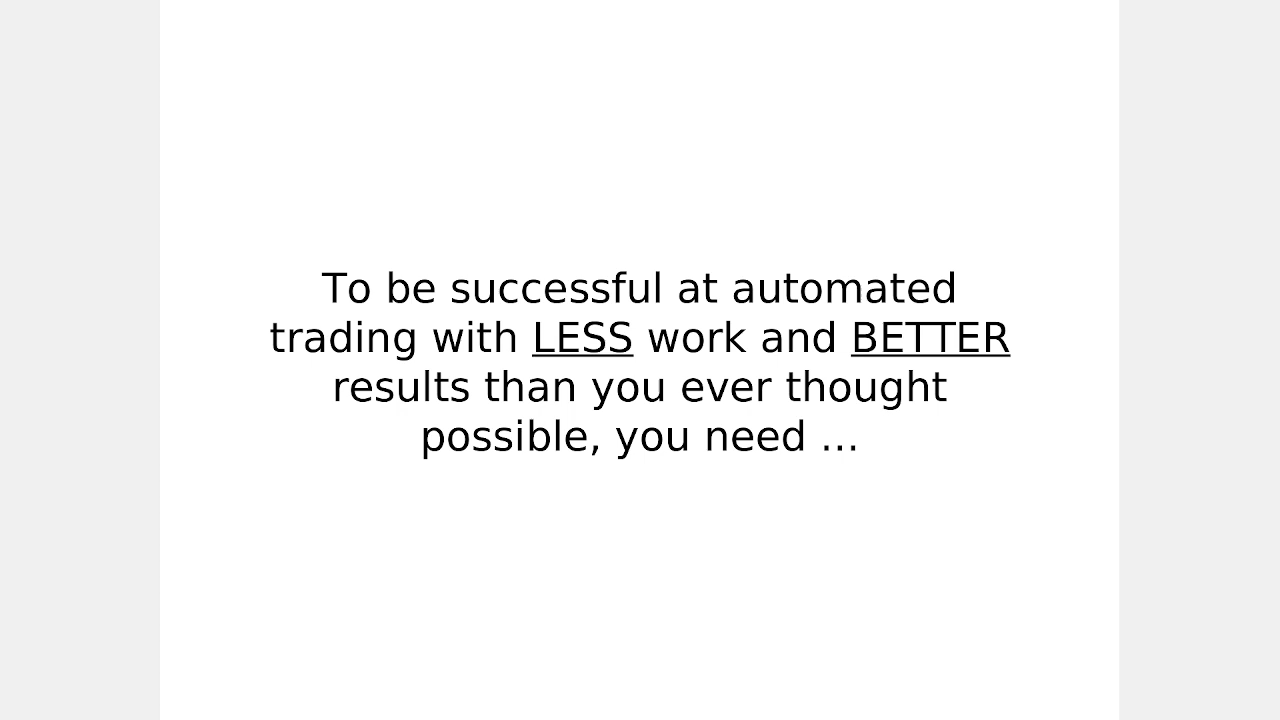 To be successful at automated
trading with LESS work and BETTER
results than you ever thought
possible, you need ...